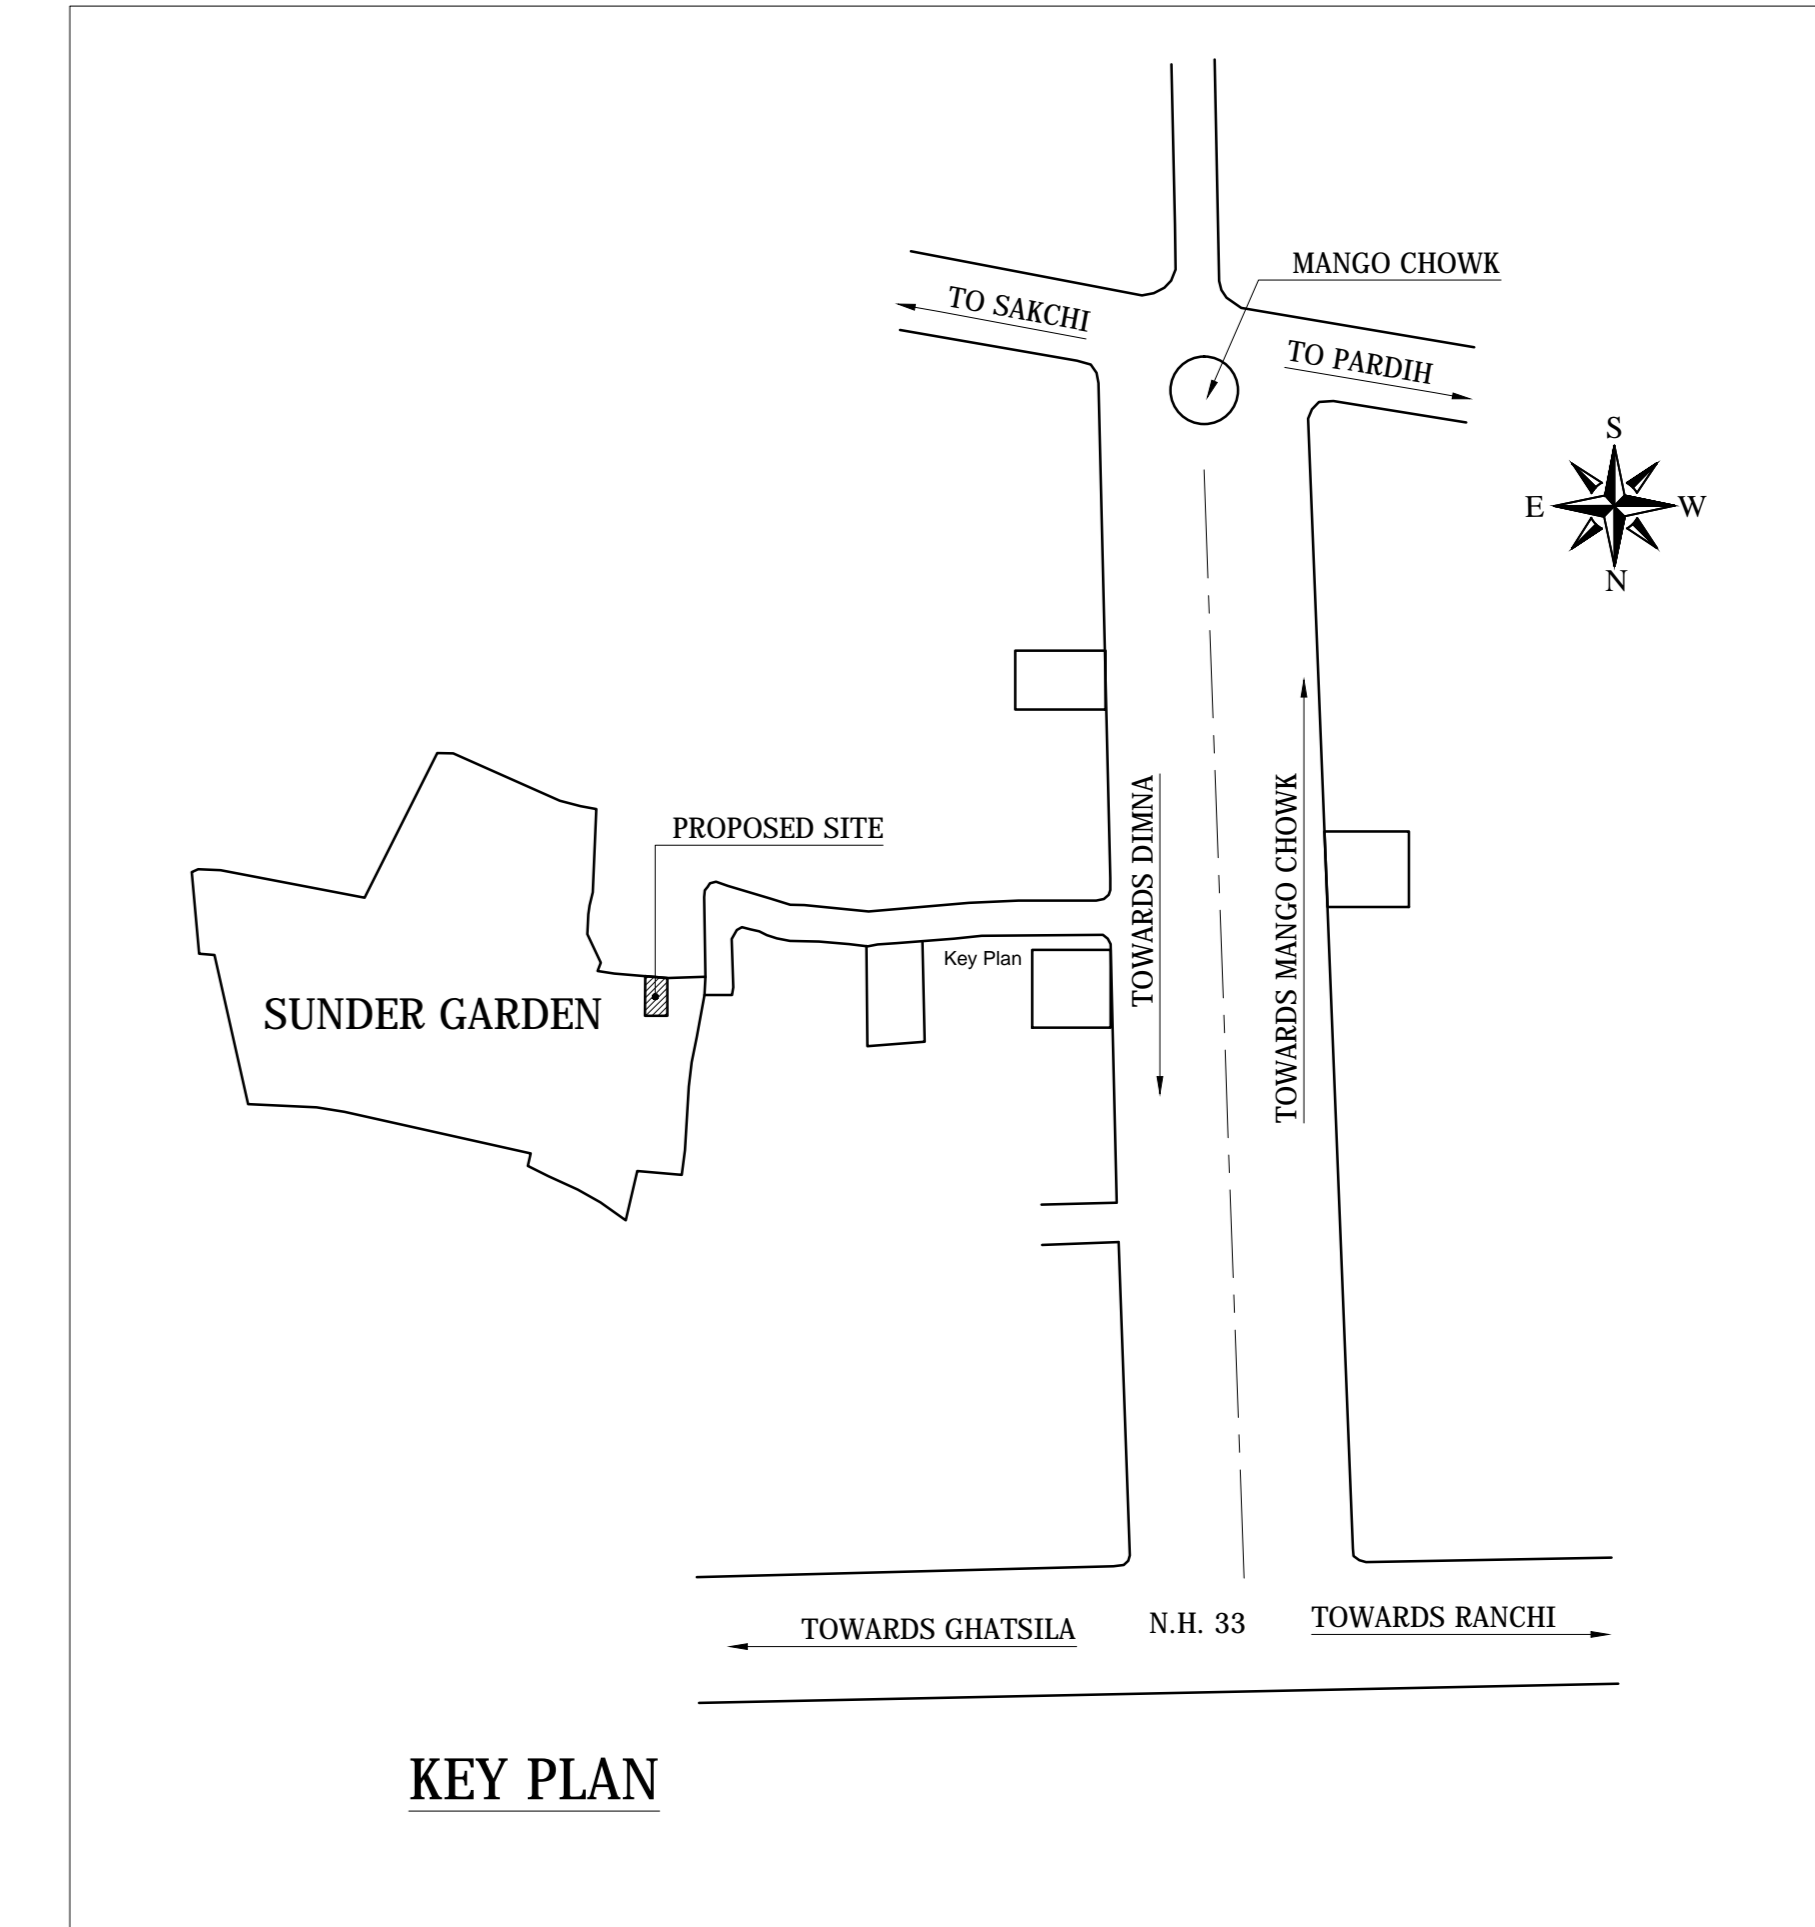 MANGO CHOWK
TO SAKCHI
TO PARDIH
S
E
W
N
TOWARDS DIMNA
TOWARDS MANGO CHOWK
PROPOSED SITE
Key Plan
SUNDER GARDEN
TOWARDS GHATSILA
N.H. 33
TOWARDS RANCHI
KEY PLAN